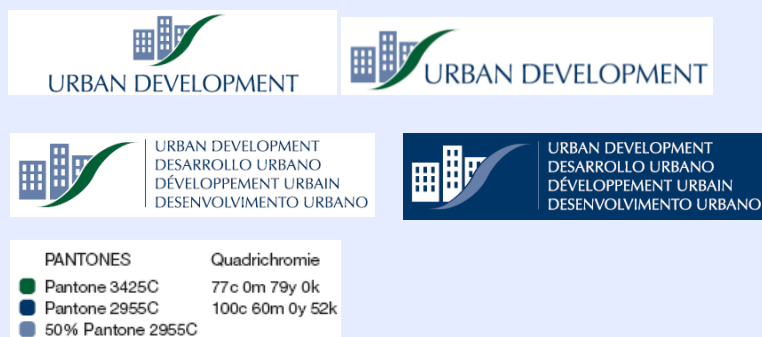 URBAN DEVELOPMENT
URBAN DEVELOPMENT
URBAN DEVELOPMENT
DESARROLLO URBANO
DÉVELOPPEMENT URBAIN
DESENVOLVIMENTO URBANO
URBAN DEVELOPMENT
DESARROLLO URBANO
DÉVELOPPEMENT URBAIN
DESENVOLVIMENTO URBANO
PANTONES Quadrichromie
Pantone 3425C 77c 0m 79y 0k
Pantone 2955C 100c 60m 0y 52k
50% Pantone 2955C